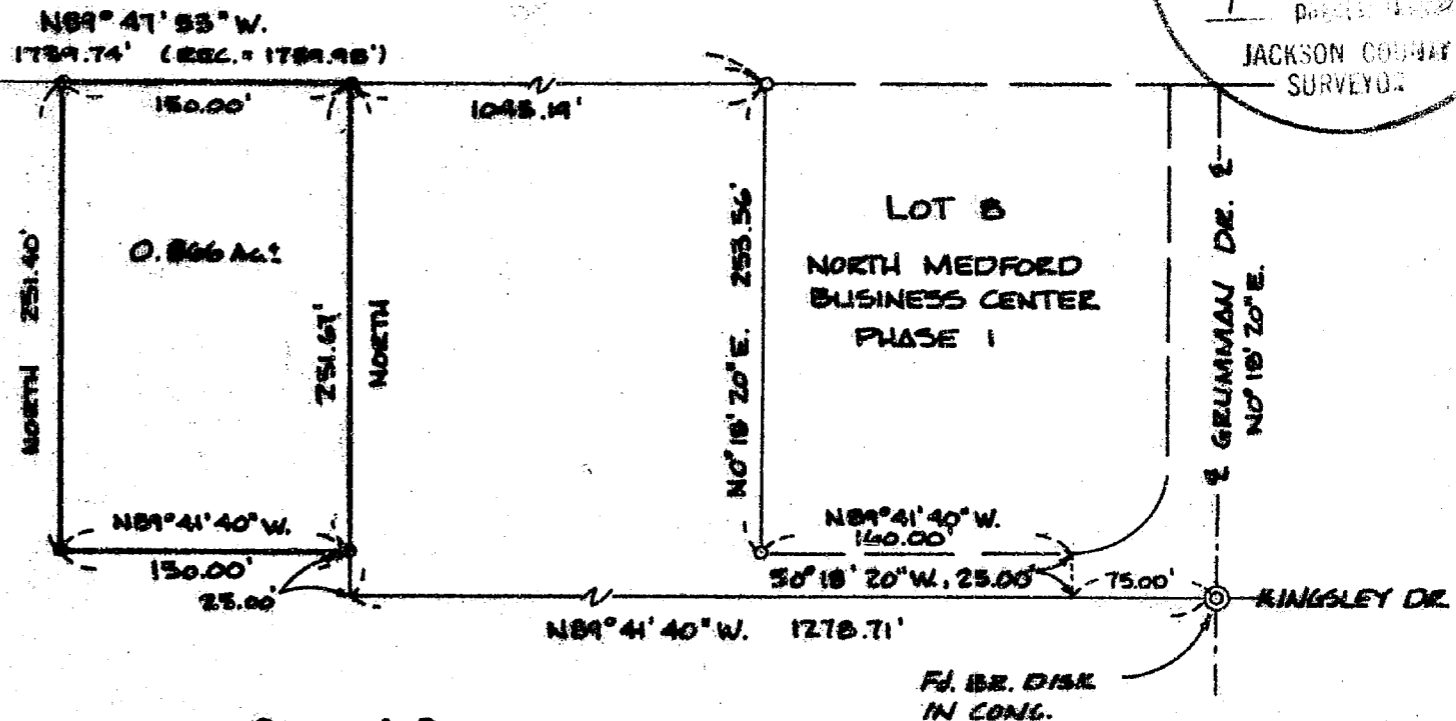 N89° 47' 53" W.
1789.74' (REC. = 1789.98')
JACKSON COUNTY
SURVEYOR
150.00'
1045.19'
0.866 Ac.±
NORTH 251.40'
251.67'
NORTH
N0° 18' 20" E. 253.56'
LOT B
NORTH MEDFORD
BUSINESS CENTER
PHASE 1
℄ GRUMMAN DR. ℄
N0° 18' 20" E.
N89° 41' 40" W.
150.00'
25.00'
N89° 41' 40" W.
160.00'
S0° 18' 20" W., 25.00'
75.00'
KINGSLEY DR.
N89° 41' 40" W. 1278.71'
Fd. BR. DISK
IN CONC.